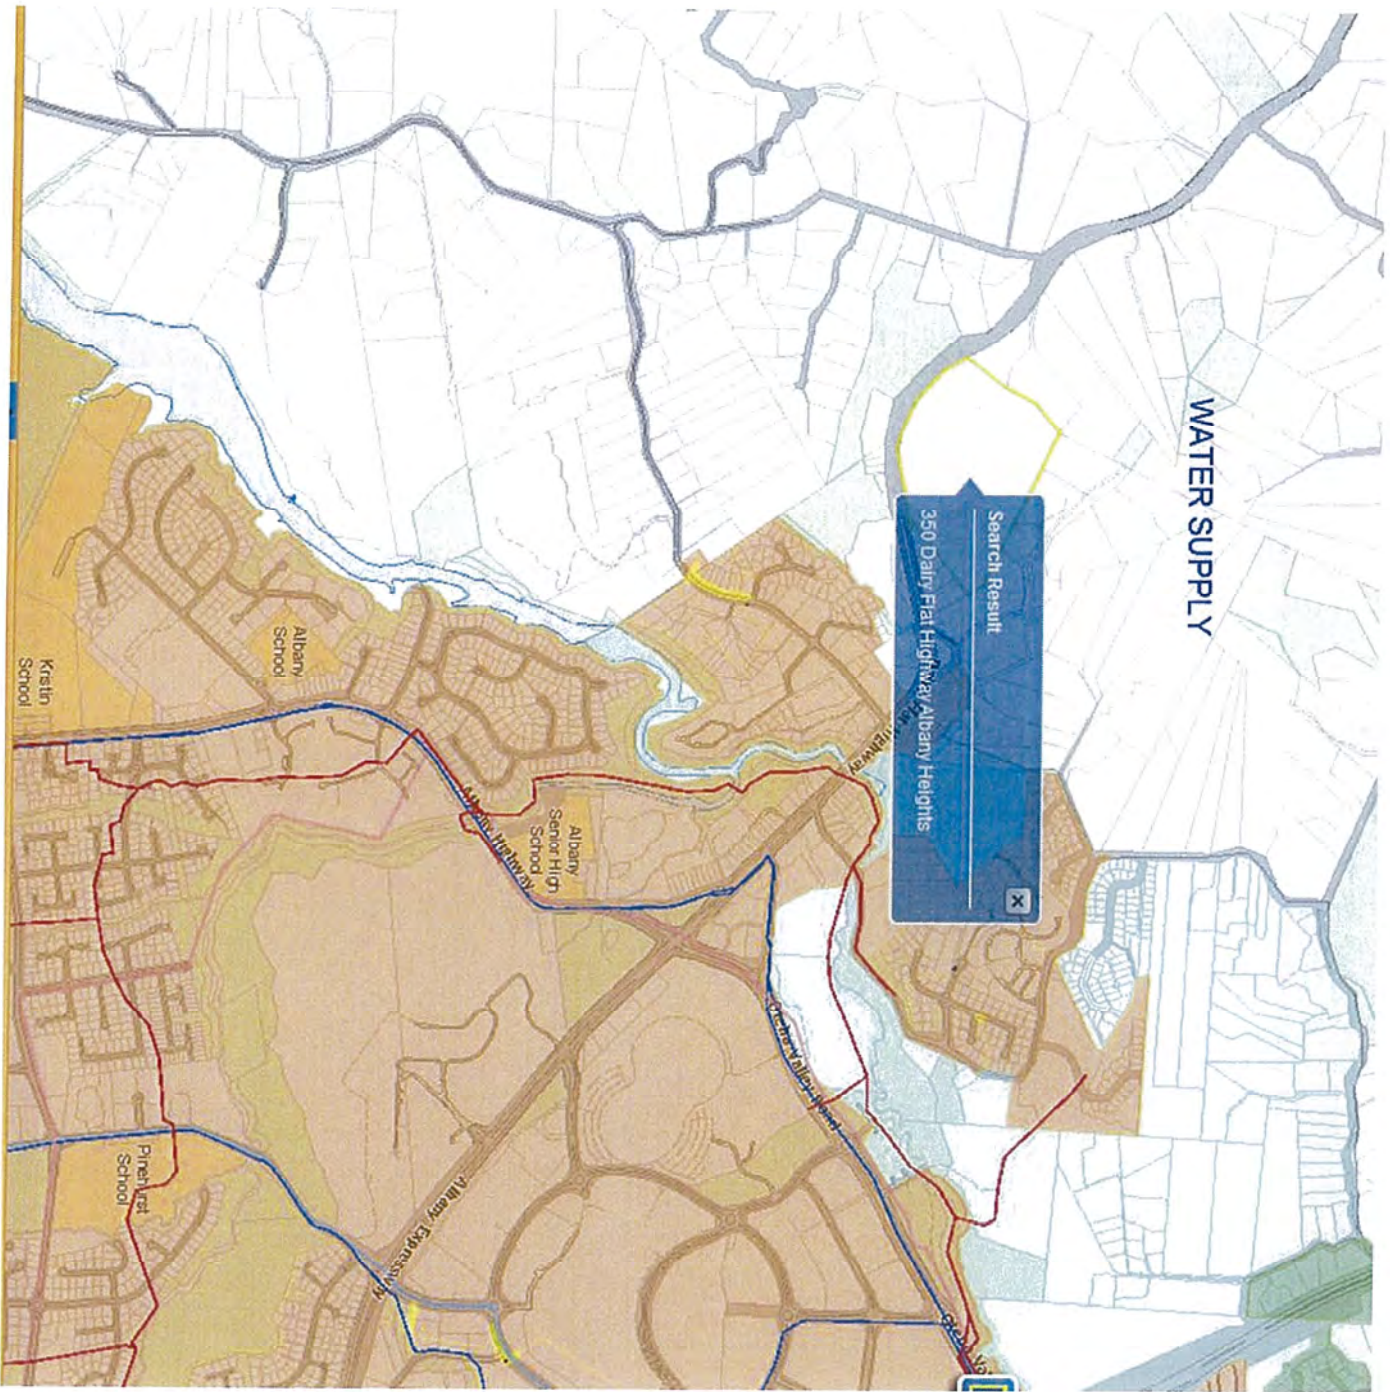 WATER SUPPLY
Search Result
350 Dairy Flat Highway Albany Heights
Highway
Albany
School
Kristin
School
Albany
Senior High
School
Albany Highway
Oteha Valley Road
Albany Expressway
Pinehurst
School